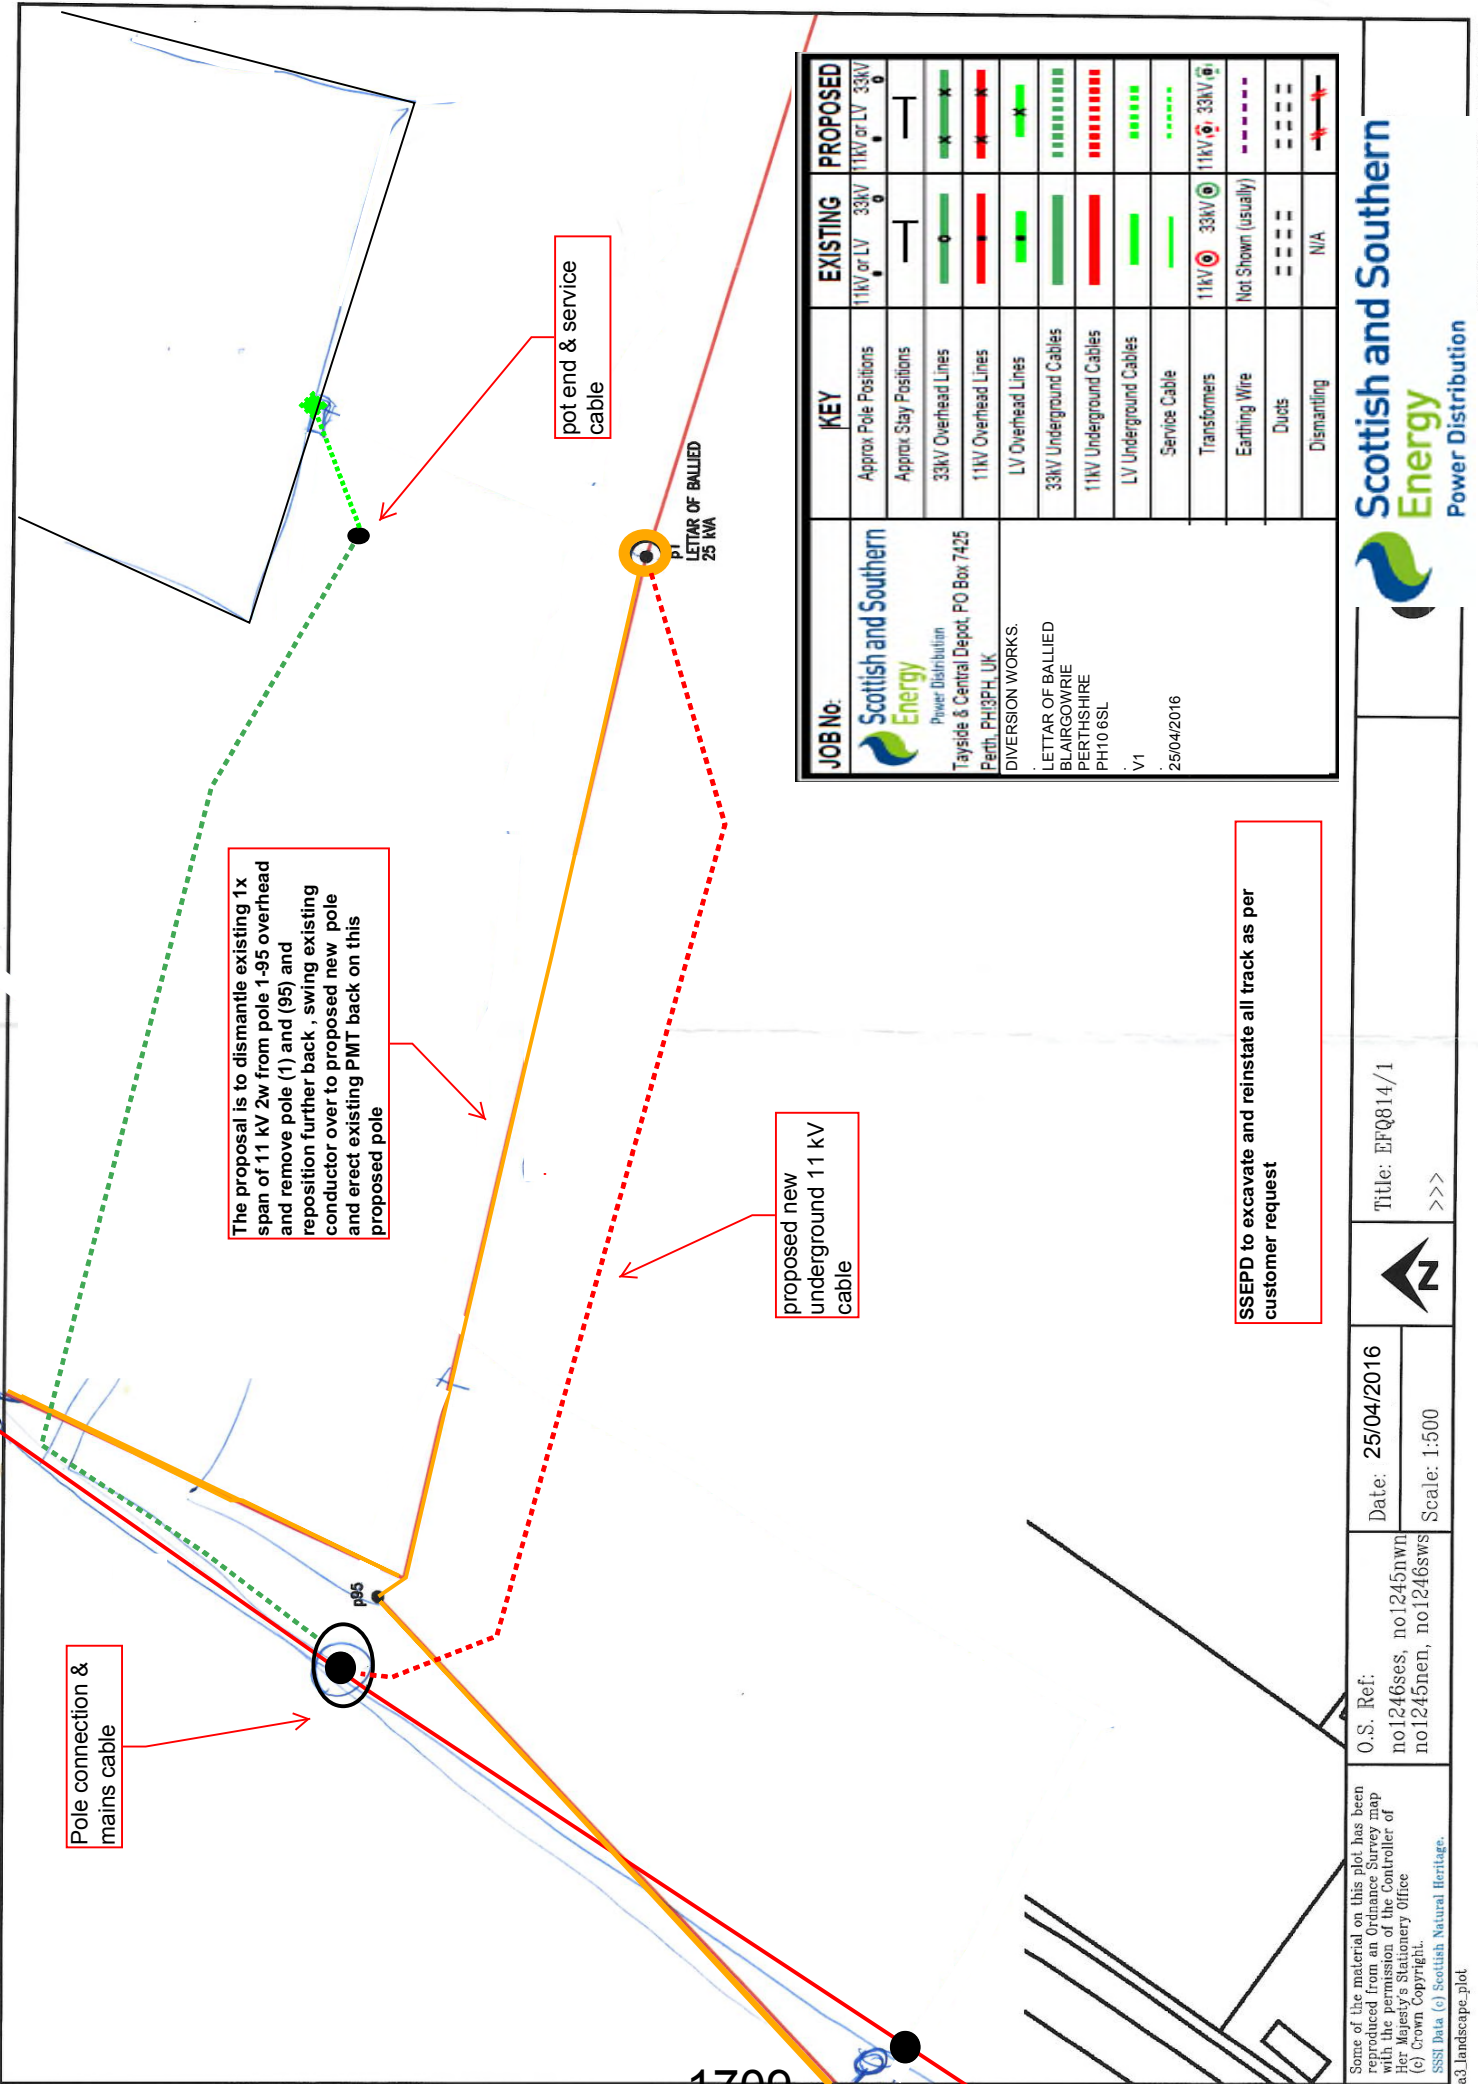 Pole connection &
mains cable
p95
The proposal is to dismantle existing 1x
span of 11 kV 2w from pole 1-95 overhead
and remove pole (1) and (95) and
reposition further back , swing existing
conductor over to proposed new pole
and erect existing PMT back on this
proposed pole
proposed new
underground 11 kV
cable
pot end & service
cable
p1
LETTAR OF BALLIED
25 kVA
SSEPD to excavate and reinstate all track as per
customer request
JOB No:
KEY
EXISTING
PROPOSED
Scottish and Southern
Energy
Power Distribution
Tayside & Central Depot, PO Box 7425
Perth, PH!3PH, UK
DIVERSION WORKS.
.
LETTAR OF BALLIED
BLAIRGOWRIE
PERTHSHIRE
PH10 6SL
.
V1
.
25/04/2016
Approx Pole Positions 11kV or LV 33kV 11kV or LV 33kV
Approx Stay Positions
33kV Overhead Lines
11kV Overhead Lines
LV Overhead Lines
33kV Underground Cables
11kV Underground Cables
LV Underground Cables
Service Cable
Transformers 11kV 33kV 11kV 33kV
Earthing Wire Not Shown (usually)
Ducts
Dismantling N/A
Some of the material on this plot has been
reproduced from an Ordnance Survey map
with the permission of the Controller of
Her Majesty's Stationery Office
(c) Crown Copyright.
SSSI Data (c) Scottish Natural Heritage.
a3_landscape_plot
O.S. Ref:
no1246ses, no1245nwn
no1245nen, no1246sws
Date: 25/04/2016
Scale: 1:500
N
Title: EFQ814/1
>>>
Scottish and Southern
Energy
Power Distribution